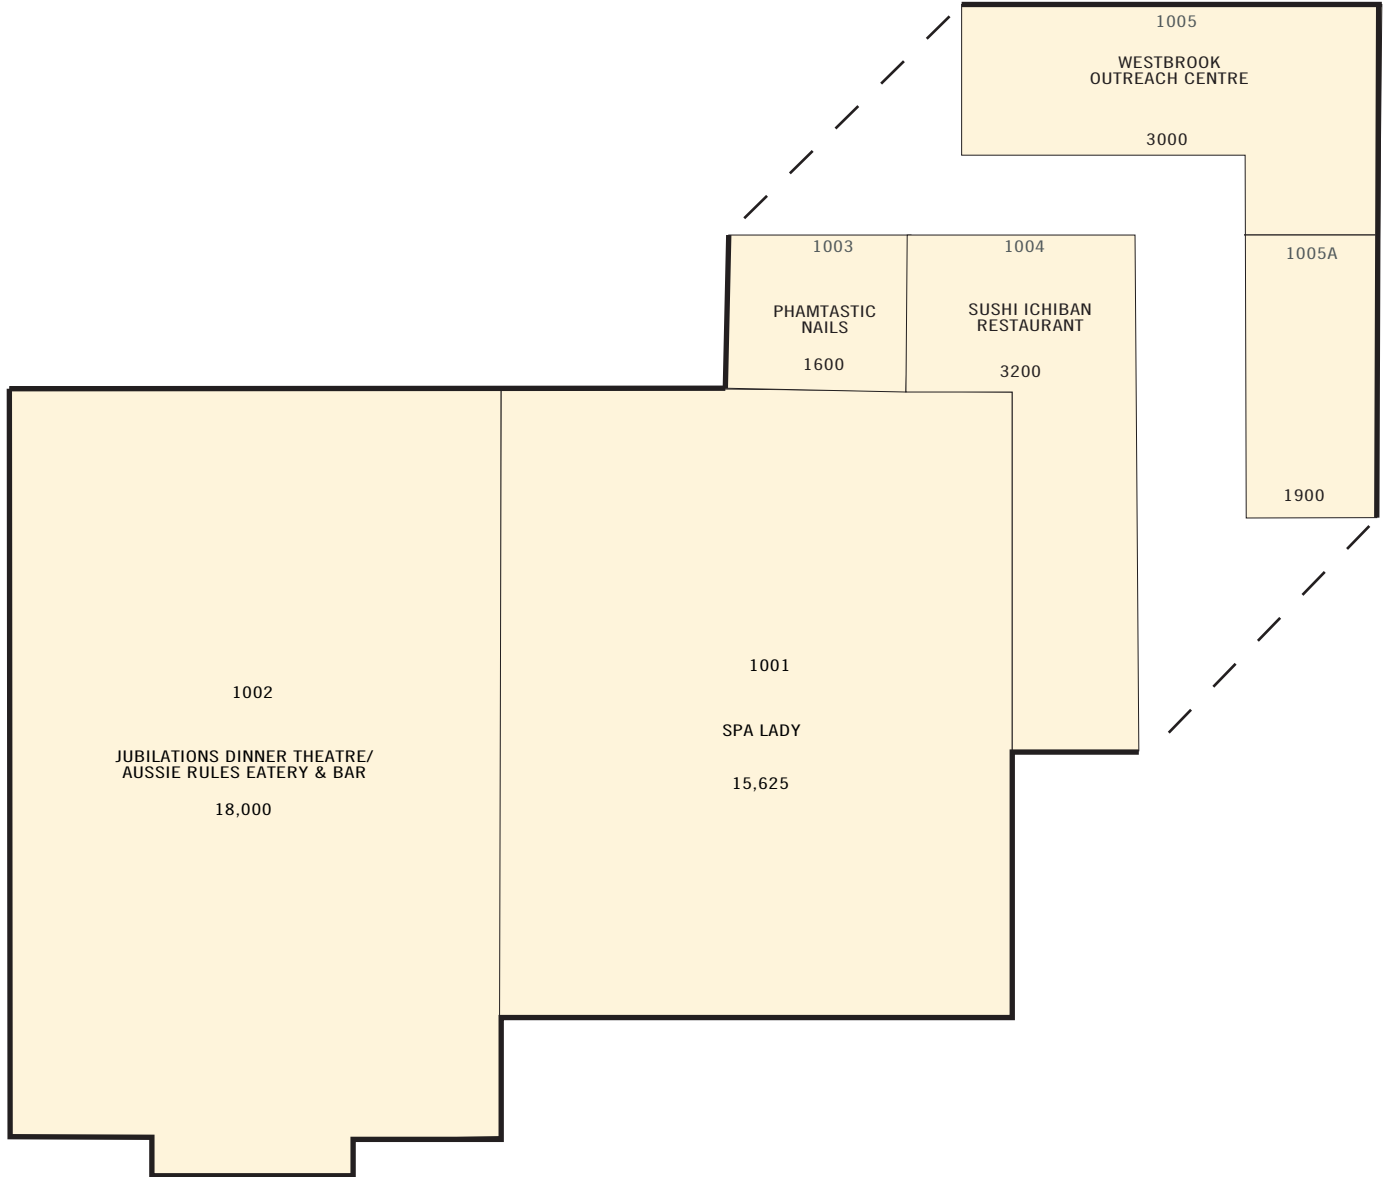 1005
WESTBROOK
OUTREACH CENTRE
3000
1003
PHAMTASTIC
NAILS
1600
1004
SUSHI ICHIBAN
RESTAURANT
3200
1005A
1900
1002
JUBILATIONS DINNER THEATRE/
AUSSIE RULES EATERY & BAR
18,000
1001
SPA LADY
15,625